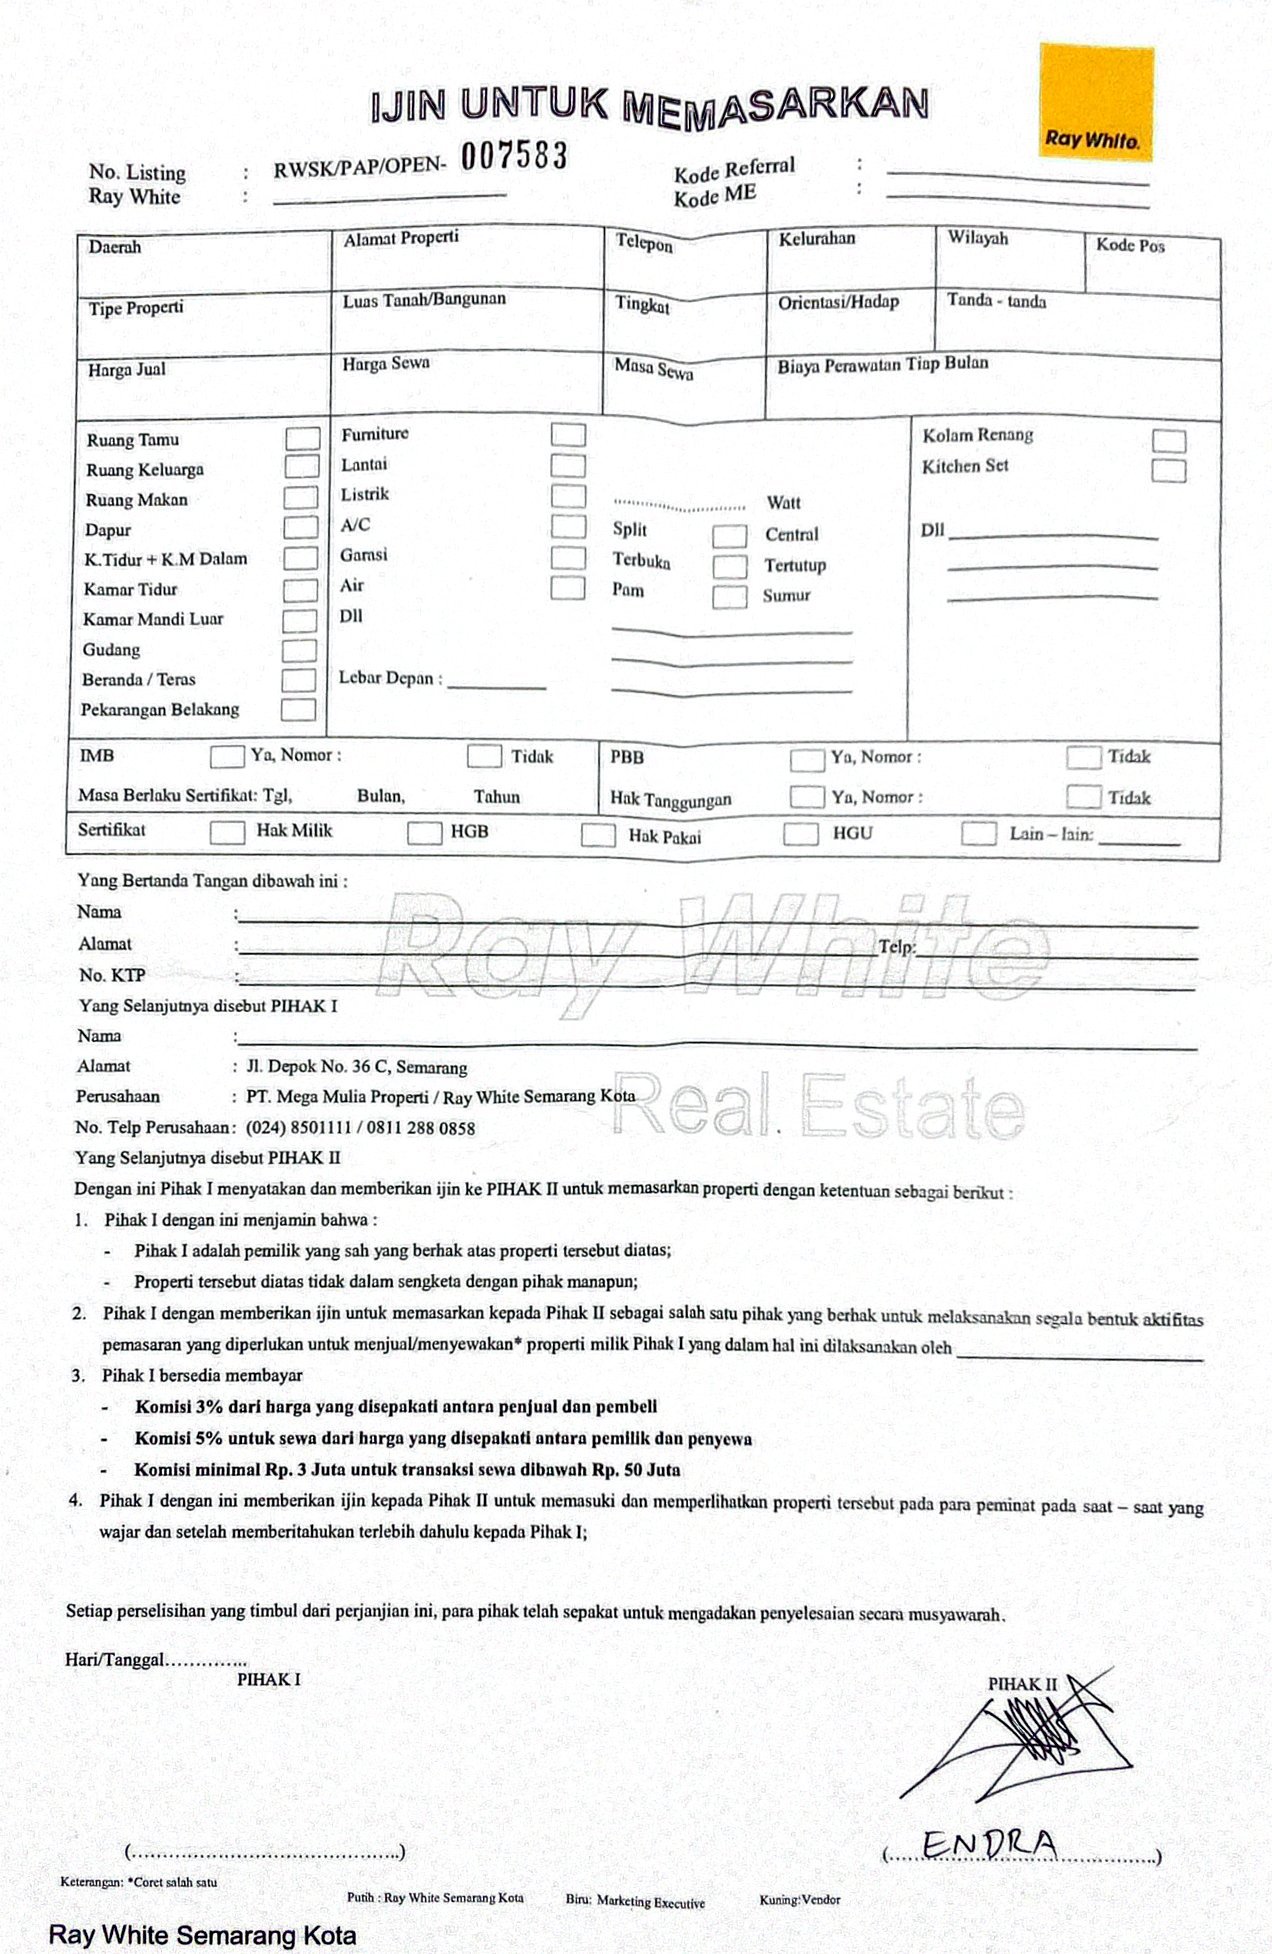 IJIN UNTUK MEMASARKAN
Ray White.
No. Listing : RWSK/PAP/OPEN- 007583 Kode Referral : ____________
Ray White : ____________ Kode ME : ____________
Daerah Alamat Properti Telepon Kelurahan Wilayah Kode Pos
Tipe Properti Luas Tanah/Bangunan Tingkat Orientasi/Hadap Tanda - tanda
Harga Jual Harga Sewa Masa Sewa Biaya Perawatan Tiap Bulan
Ruang Tamu Furniture Kolam Renang
Ruang Keluarga Lantai Kitchen Set
Ruang Makan Listrik .......................... Watt
Dapur A/C Split Central Dll ____________
K.Tidur + K.M Dalam Garasi Terbuka Tertutup
Kamar Tidur Air Pam Sumur
Kamar Mandi Luar Dll
Gudang
Beranda / Teras Lebar Depan : ________
Pekarangan Belakang
IMB Ya, Nomor : Tidak PBB Ya, Nomor : Tidak
Masa Berlaku Sertifikat: Tgl, Bulan, Tahun Hak Tanggungan Ya, Nomor : Tidak
Sertifikat Hak Milik HGB Hak Pakai HGU Lain – lain: ________
Yang Bertanda Tangan dibawah ini :
Ray White
Nama :____________
Alamat :____________Telp:____________
No. KTP :____________
Yang Selanjutnya disebut PIHAK I
Nama :____________
Alamat : Jl. Depok No. 36 C, Semarang
Real Estate
Perusahaan : PT. Mega Mulia Properti / Ray White Semarang Kota
No. Telp Perusahaan : (024) 8501111 / 0811 288 0858
Yang Selanjutnya disebut PIHAK II
Dengan ini Pihak I menyatakan dan memberikan ijin ke PIHAK II untuk memasarkan properti dengan ketentuan sebagai berikut :
1. Pihak I dengan ini menjamin bahwa :
- Pihak I adalah pemilik yang sah yang berhak atas properti tersebut diatas;
- Properti tersebut diatas tidak dalam sengketa dengan pihak manapun;
2. Pihak I dengan memberikan ijin untuk memasarkan kepada Pihak II sebagai salah satu pihak yang berhak untuk melaksanakan segala bentuk aktifitas
pemasaran yang diperlukan untuk menjual/menyewakan* properti milik Pihak I yang dalam hal ini dilaksanakan oleh ____________
3. Pihak I bersedia membayar
- Komisi 3% dari harga yang disepakati antara penjual dan pembeli
- Komisi 5% untuk sewa dari harga yang disepakati antara pemilik dan penyewa
- Komisi minimal Rp. 3 Juta untuk transaksi sewa dibawah Rp. 50 Juta
4. Pihak I dengan ini memberikan ijin kepada Pihak II untuk memasuki dan memperlihatkan properti tersebut pada para peminat pada saat – saat yang
wajar dan setelah memberitahukan terlebih dahulu kepada Pihak I;
Setiap perselisihan yang timbul dari perjanjian ini, para pihak telah sepakat untuk mengadakan penyelesaian secara musyawarah.
Hari/Tanggal..............
PIHAK I PIHAK II
(............................................) (.....ENDRA...................)
Keterangan: *Coret salah satu
Putih : Ray White Semarang Kota Biru: Marketing Executive Kuning:Vendor
Ray White Semarang Kota